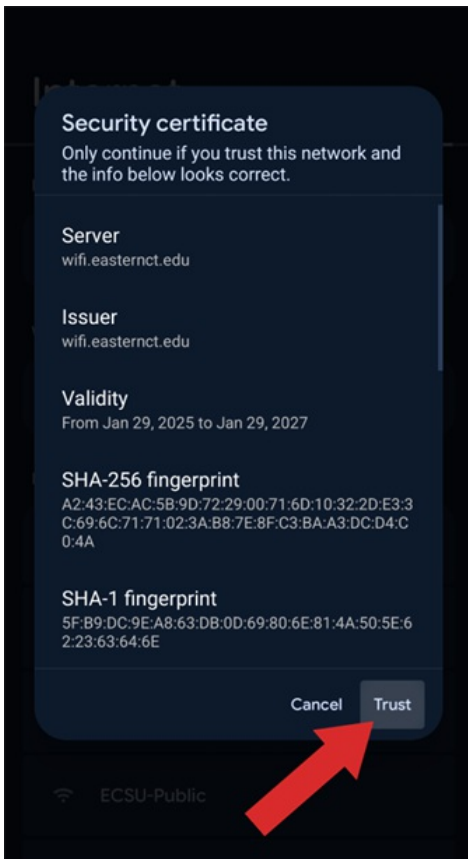 Internet
Security certificate
Only continue if you trust this network and
the info below looks correct.
Server
wifi.easternct.edu
Issuer
wifi.easternct.edu
Validity
From Jan 29, 2025 to Jan 29, 2027
SHA-256 fingerprint
A2:43:EC:AC:5B:9D:72:29:00:71:6D:10:32:2D:E3:3
C:69:6C:71:71:02:3A:B8:7E:8F:C3:BA:A3:DC:D4:C
0:4A
SHA-1 fingerprint
5F:B9:DC:9E:A8:63:DB:0D:69:80:6E:81:4A:50:5E:6
2:23:63:64:6E
Cancel Trust
ECSU-Public